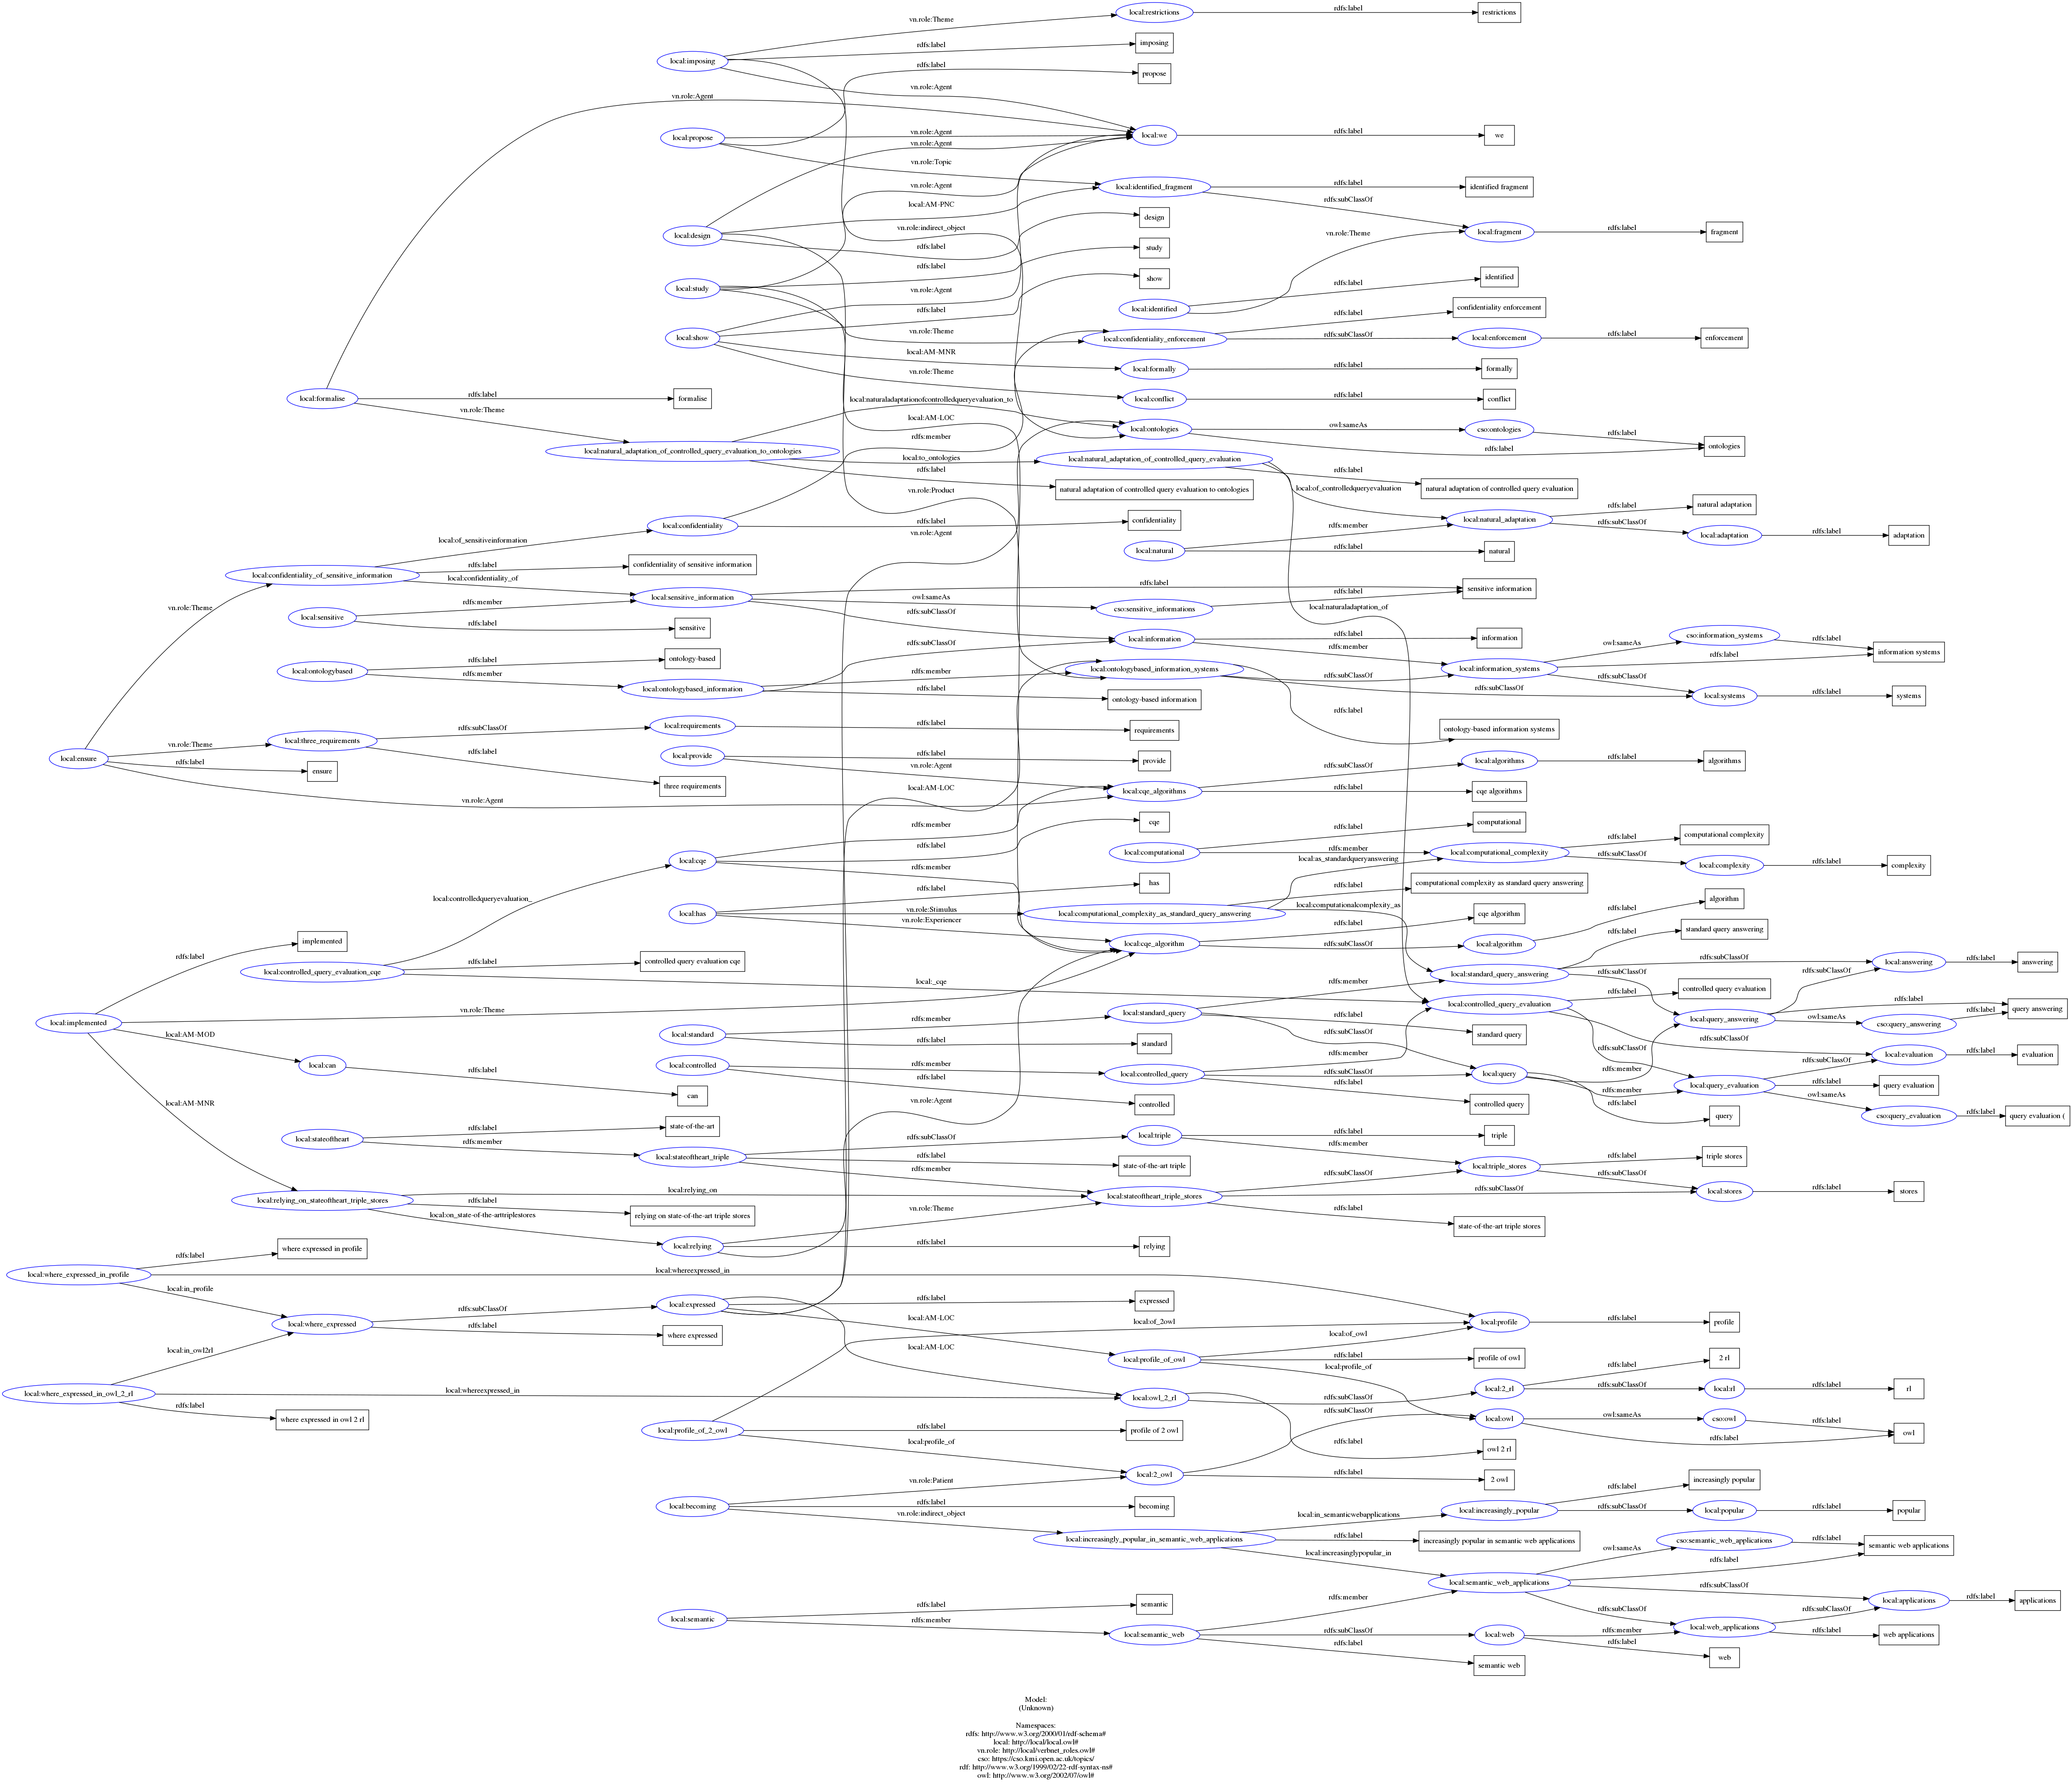 local:restrictions
rdfs:label
restrictions
vn.role:Theme
local:imposing
rdfs:label
imposing
rdfs:label
propose
vn.role:Agent
vn.role:Agent
local:propose
vn.role:Agent
local:we
rdfs:label
we
vn.role:Agent
vn.role:Topic
local:identified_fragment
rdfs:label
identified fragment
vn.role:Agent
rdfs:subClassOf
local:AM-PNC
design
local:design
vn.role:indirect_object
vn.role:Theme
local:fragment
rdfs:label
fragment
rdfs:label
study
rdfs:label
show
local:study
vn.role:Agent
rdfs:label
identified
rdfs:label
local:identified
rdfs:label
confidentiality enforcement
local:show
vn.role:Theme
local:confidentiality_enforcement
rdfs:subClassOf
local:enforcement
rdfs:label
enforcement
local:AM-MNR
local:formally
rdfs:label
formally
vn.role:Theme
local:formalise
rdfs:label
formalise
vn.role:Theme
local:naturaladaptationofcontrolledqueryevaluation_to
local:conflict
rdfs:label
conflict
local:AM-LOC
local:ontologies
owl:sameAs
cso:ontologies
rdfs:label
ontologies
rdfs:member
rdfs:label
local:natural_adaptation_of_controlled_query_evaluation_to_ontologies
local:to_ontologies
local:natural_adaptation_of_controlled_query_evaluation
rdfs:label
natural adaptation of controlled query evaluation
rdfs:label
natural adaptation of controlled query evaluation to ontologies
local:of_controlledqueryevaluation
vn.role:Product
rdfs:label
natural adaptation
local:natural_adaptation
rdfs:subClassOf
local:adaptation
rdfs:label
adaptation
local:confidentiality
rdfs:label
confidentiality
rdfs:member
vn.role:Agent
local:of_sensitiveinformation
local:natural
rdfs:label
natural
local:confidentiality_of_sensitive_information
rdfs:label
confidentiality of sensitive information
local:confidentiality_of
rdfs:label
sensitive information
vn.role:Theme
rdfs:member
local:sensitive_information
owl:sameAs
cso:sensitive_informations
rdfs:label
local:naturaladaptation_of
local:sensitive
rdfs:label
sensitive
rdfs:subClassOf
local:information
rdfs:label
information
owl:sameAs
cso:information_systems
rdfs:label
information systems
rdfs:label
ontology-based
rdfs:subClassOf
rdfs:member
rdfs:label
local:ontologybased
rdfs:member
local:ontologybased_information
rdfs:member
local:ontologybased_information_systems
rdfs:subClassOf
local:information_systems
rdfs:subClassOf
rdfs:label
ontology-based information
rdfs:subClassOf
local:systems
rdfs:label
systems
rdfs:subClassOf
local:requirements
rdfs:label
requirements
rdfs:label
ontology-based information systems
vn.role:Theme
local:three_requirements
local:ensure
rdfs:label
ensure
rdfs:label
three requirements
local:provide
rdfs:label
provide
vn.role:Agent
rdfs:subClassOf
local:algorithms
rdfs:label
algorithms
vn.role:Agent
local:AM-LOC
local:cqe_algorithms
rdfs:label
cqe algorithms
rdfs:member
cqe
rdfs:label
computational
rdfs:label
computational complexity
rdfs:label
local:computational
rdfs:member
local:computational_complexity
rdfs:subClassOf
local:complexity
rdfs:label
complexity
local:cqe
rdfs:member
local:as_standardqueryanswering
rdfs:label
has
rdfs:label
computational complexity as standard query answering
local:controlledqueryevaluation_
local:has
vn.role:Stimulus
local:computational_complexity_as_standard_query_answering
local:computationalcomplexity_as
rdfs:label
algorithm
vn.role:Experiencer
rdfs:label
cqe algorithm
rdfs:label
implemented
local:cqe_algorithm
rdfs:subClassOf
local:algorithm
rdfs:label
standard query answering
rdfs:label
controlled query evaluation cqe
local:controlled_query_evaluation_cqe
local:standard_query_answering
rdfs:subClassOf
local:answering
rdfs:label
answering
rdfs:subClassOf
rdfs:subClassOf
local:_cqe
rdfs:member
rdfs:label
controlled query evaluation
local:controlled_query_evaluation
rdfs:label
query answering
vn.role:Theme
local:standard_query
local:query_answering
owl:sameAs
cso:query_answering
rdfs:label
local:implemented
rdfs:member
rdfs:label
standard query
local:standard
rdfs:label
standard
rdfs:subClassOf
rdfs:subClassOf
local:AM-MOD
rdfs:member
rdfs:subClassOf
local:evaluation
rdfs:label
evaluation
local:can
local:controlled
rdfs:member
local:controlled_query
rdfs:subClassOf
local:query
rdfs:member
rdfs:subClassOf
rdfs:label
can
rdfs:label
controlled
rdfs:label
controlled query
rdfs:member
local:query_evaluation
rdfs:label
query evaluation
rdfs:label
query
owl:sameAs
cso:query_evaluation
rdfs:label
query evaluation (
local:AM-MNR
vn.role:Agent
rdfs:label
state-of-the-art
local:stateoftheart
rdfs:member
local:stateoftheart_triple
rdfs:subClassOf
local:triple
rdfs:label
triple
rdfs:label
state-of-the-art triple
rdfs:member
rdfs:label
triple stores
rdfs:member
local:triple_stores
rdfs:subClassOf
local:relying_on_stateoftheart_triple_stores
local:relying_on
local:stateoftheart_triple_stores
rdfs:subClassOf
rdfs:subClassOf
local:stores
rdfs:label
stores
rdfs:label
relying on state-of-the-art triple stores
local:on_state-of-the-arttriplestores
vn.role:Theme
rdfs:label
state-of-the-art triple stores
rdfs:label
where expressed in profile
local:relying
rdfs:label
relying
local:where_expressed_in_profile
local:whereexpressed_in
local:in_profile
rdfs:subClassOf
local:expressed
rdfs:label
expressed
local:where_expressed
rdfs:label
where expressed
local:AM-LOC
local:of_2owl
local:profile
rdfs:label
profile
local:of_owl
local:in_owl2rl
local:AM-LOC
local:profile_of_owl
rdfs:label
profile of owl
local:profile_of
rdfs:label
2 rl
local:where_expressed_in_owl_2_rl
local:whereexpressed_in
local:owl_2_rl
rdfs:subClassOf
local:2_rl
rdfs:subClassOf
local:rl
rdfs:label
rl
rdfs:label
where expressed in owl 2 rl
rdfs:subClassOf
local:owl
owl:sameAs
cso:owl
rdfs:label
owl
rdfs:label
local:profile_of_2_owl
rdfs:label
profile of 2 owl
local:profile_of
rdfs:label
owl 2 rl
local:2_owl
rdfs:label
2 owl
vn.role:Patient
rdfs:label
increasingly popular
local:becoming
rdfs:label
becoming
vn.role:indirect_object
local:in_semanticwebapplications
local:increasingly_popular
rdfs:subClassOf
local:popular
rdfs:label
popular
local:increasingly_popular_in_semantic_web_applications
rdfs:label
increasingly popular in semantic web applications
local:increasinglypopular_in
owl:sameAs
cso:semantic_web_applications
rdfs:label
semantic web applications
rdfs:label
local:semantic_web_applications
rdfs:subClassOf
rdfs:label
semantic
rdfs:member
local:applications
rdfs:label
applications
local:semantic
rdfs:member
local:semantic_web
rdfs:subClassOf
local:web
rdfs:member
rdfs:subClassOf
local:web_applications
rdfs:subClassOf
rdfs:label
web applications
rdfs:label
semantic web
rdfs:label
web
Model:
(Unknown)
Namespaces:
rdfs: http://www.w3.org/2000/01/rdf-schema#
local: http://local/local.owl#
vn.role: http://local/verbnet_roles.owl#
cso: https://cso.kmi.open.ac.uk/topics/
rdf: http://www.w3.org/1999/02/22-rdf-syntax-ns#
owl: http://www.w3.org/2002/07/owl#